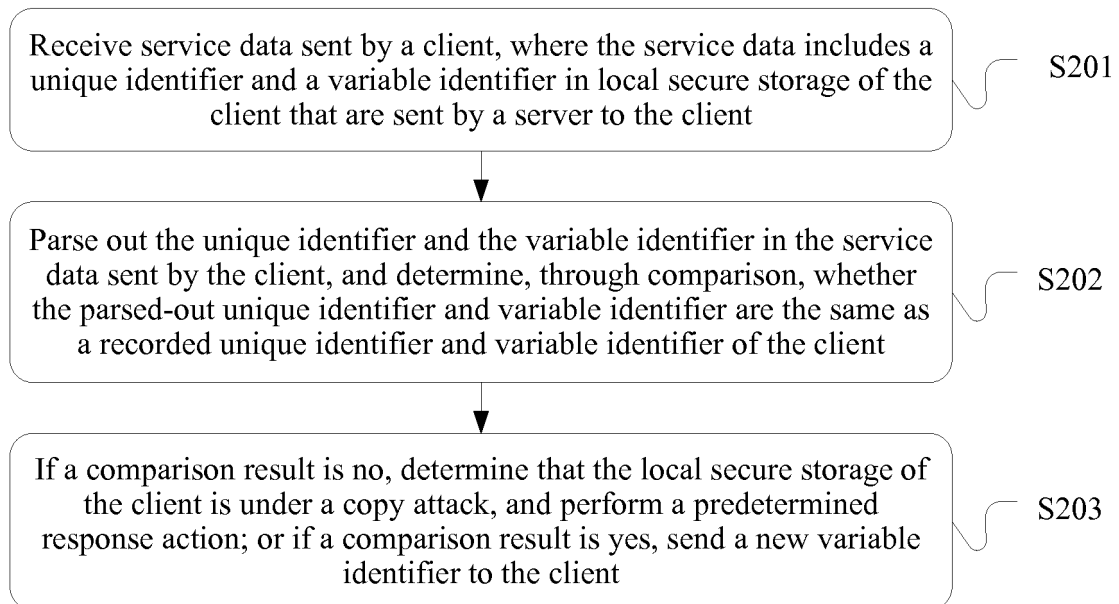 Receive service data sent by a client, where the service data includes a
unique identifier and a variable identifier in local secure storage of the
client that are sent by a server to the client
S201
Parse out the unique identifier and the variable identifier in the service
data sent by the client, and determine, through comparison, whether
the parsed-out unique identifier and variable identifier are the same as
a recorded unique identifier and variable identifier of the client
S202
If a comparison result is no, determine that the local secure storage of
the client is under a copy attack, and perform a predetermined
response action; or if a comparison result is yes, send a new variable
identifier to the client
S203